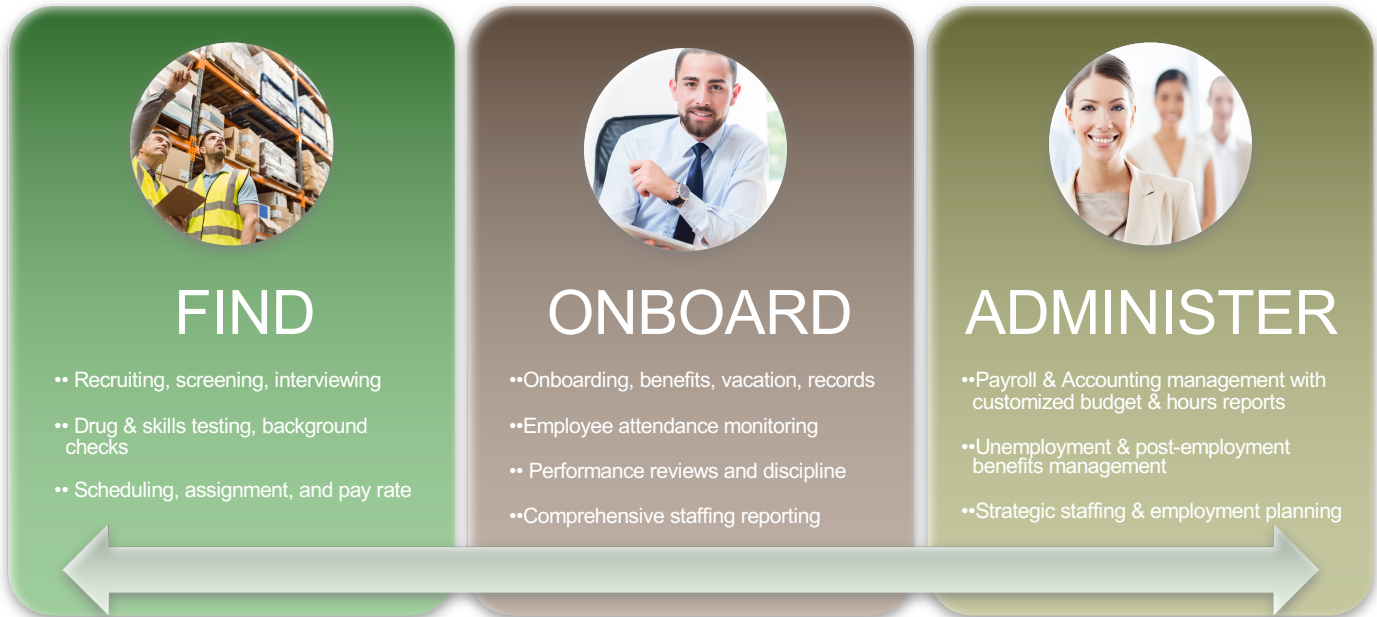 FIND
•• Recruiting, screening, interviewing
•• Drug & skills testing, background
checks
•• Scheduling, assignment, and pay rate
ONBOARD
••Onboarding, benefits, vacation, records
••Employee attendance monitoring
•• Performance reviews and discipline
••Comprehensive staffing reporting
ADMINISTER
••Payroll & Accounting management with
customized budget & hours reports
••Unemployment & post-employment
benefits management
••Strategic staffing & employment planning